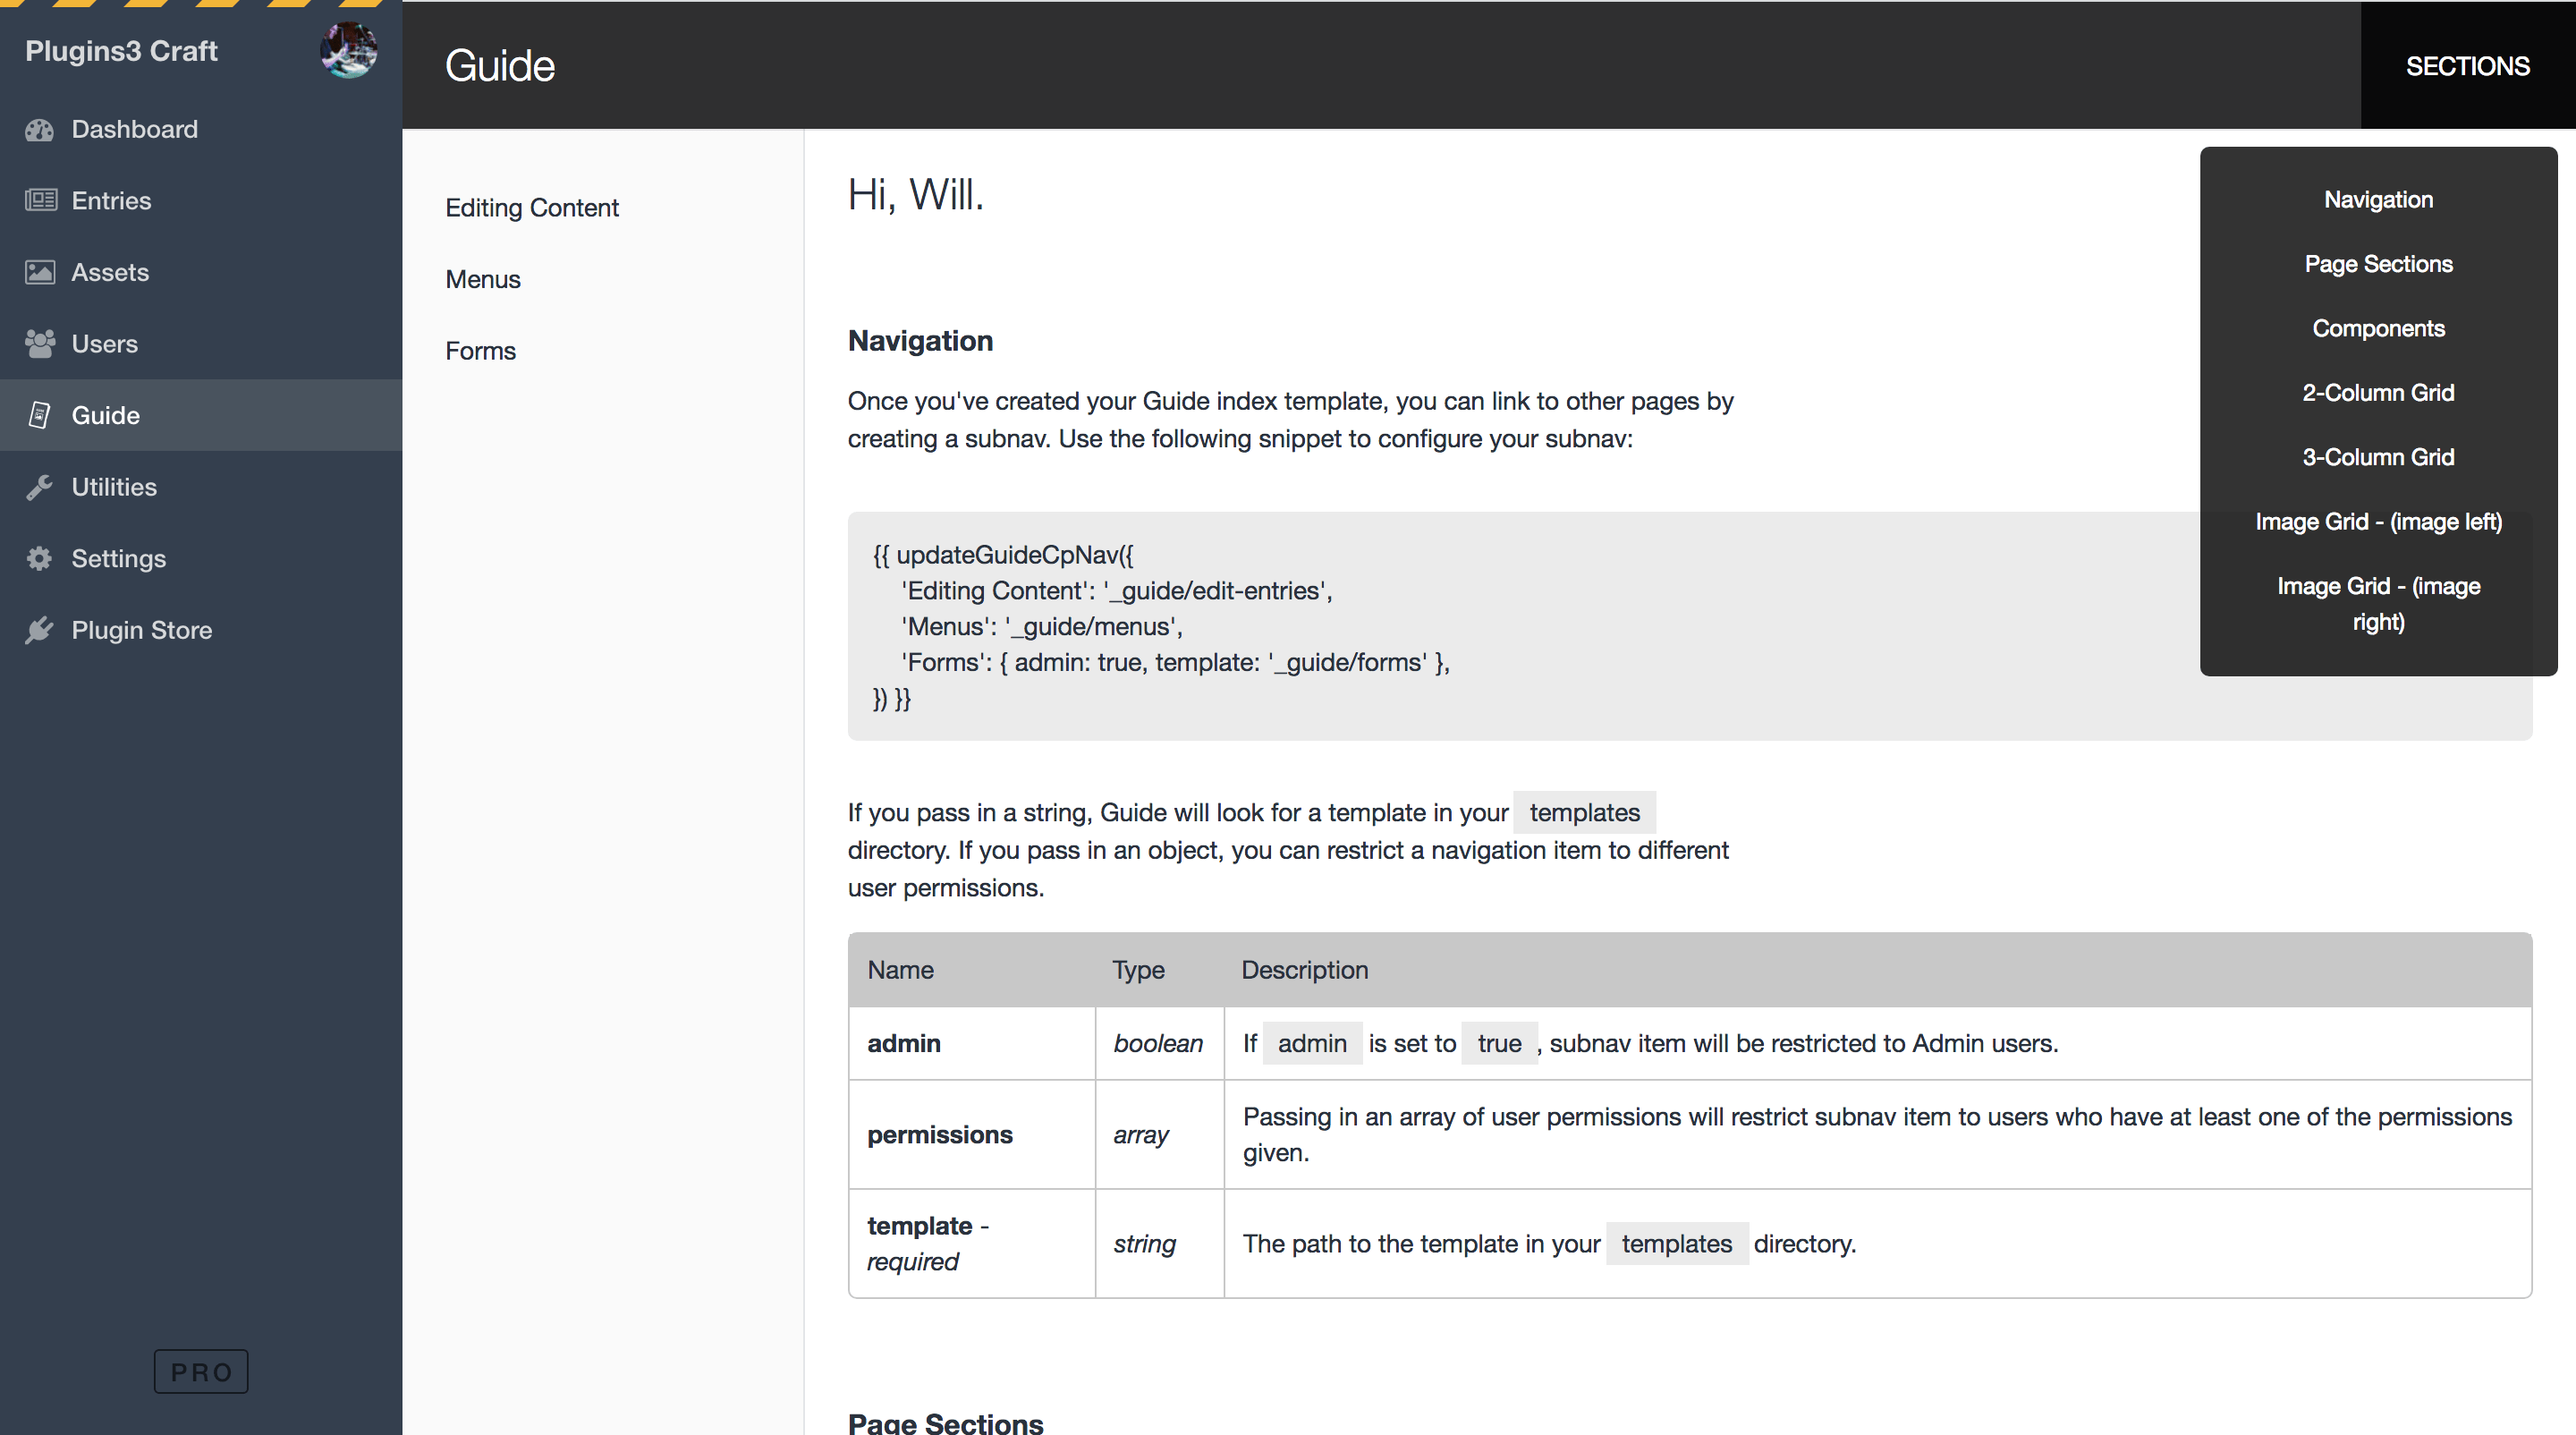 Plugins3 Craft
Dashboard
Entries
Assets
Users
Guide
Utilities
Settings
Plugin Store
PRO
Guide
SECTIONS
Editing Content
Menus
Forms
Navigation
Page Sections
Components
2-Column Grid
3-Column Grid
Image Grid - (image left)
Image Grid - (image
right)
Hi, Will.
Navigation
Once you've created your Guide index template, you can link to other pages by
creating a subnav. Use the following snippet to configure your subnav:
{{ updateGuideCpNav({
'Editing Content': '_guide/edit-entries',
'Menus': '_guide/menus',
'Forms': { admin: true, template: '_guide/forms' },
}) }}
If you pass in a string, Guide will look for a template in your templates
directory. If you pass in an object, you can restrict a navigation item to different
user permissions.
Name Type Description
admin boolean If admin is set to true , subnav item will be restricted to Admin users.
permissions array Passing in an array of user permissions will restrict subnav item to users who have at least one of the permissions
given.
template -
required string The path to the template in your templates directory.
Page Sections